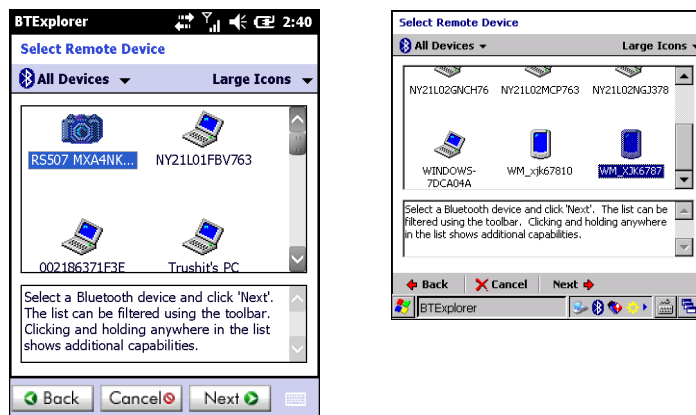 BTExplorer 2:40
Select Remote Device
All Devices Large Icons
RS507 MXA4NK... NY21L01FBV763
002186371F3E Trushit's PC
Select a Bluetooth device and click 'Next'.
The list can be filtered using the toolbar.
Clicking and holding anywhere in the list
shows additional capabilities.
Back Cancel Next
Select Remote Device
All Devices Large Icons
NY21L02GNCH76 NY21L02MCP763 NY21L02NGJ378
WINDOWS- WM_xjk67810 WM_XJK6787
7DCA04A
Select a Bluetooth device and click 'Next'. The list can be
filtered using the toolbar. Clicking and holding anywhere
in the list shows additional capabilities.
Back Cancel Next
BTExplorer